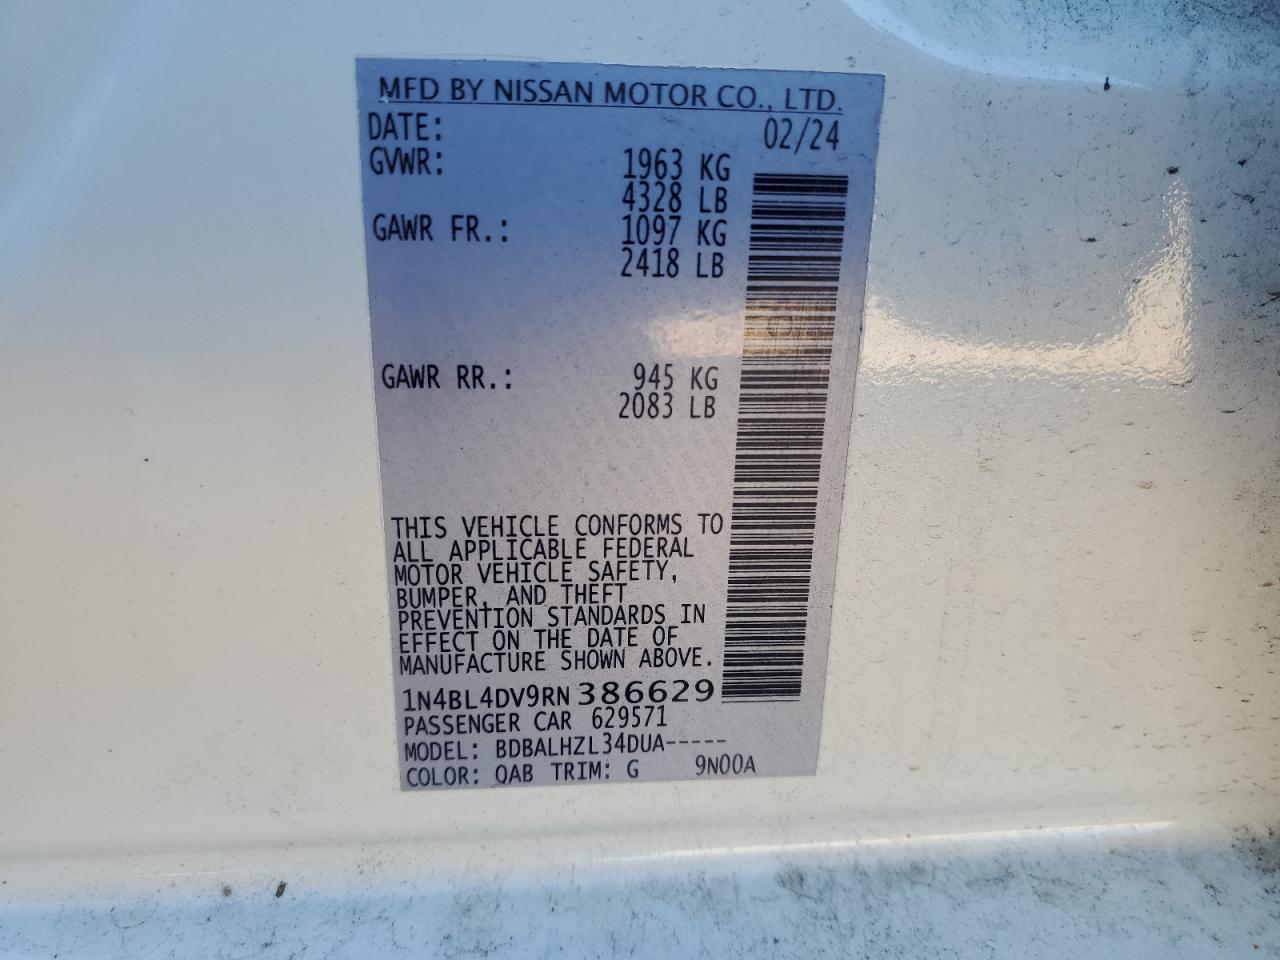 MFD BY NISSAN MOTOR CO., LTD.
DATE: 02/24
GVWR: 1963 KG
4328 LB
GAWR FR.: 1097 KG
2418 LB
GAWR RR.: 945 KG
2083 LB
THIS VEHICLE CONFORMS TO
ALL APPLICABLE FEDERAL
MOTOR VEHICLE SAFETY,
BUMPER, AND THEFT
PREVENTION STANDARDS IN
EFFECT ON THE DATE OF
MANUFACTURE SHOWN ABOVE.
1N4BL4DV9RN386629
PASSENGER CAR 629571
MODEL: BDBALHZL34DUA-----
COLOR: QAB TRIM: G 9N00A